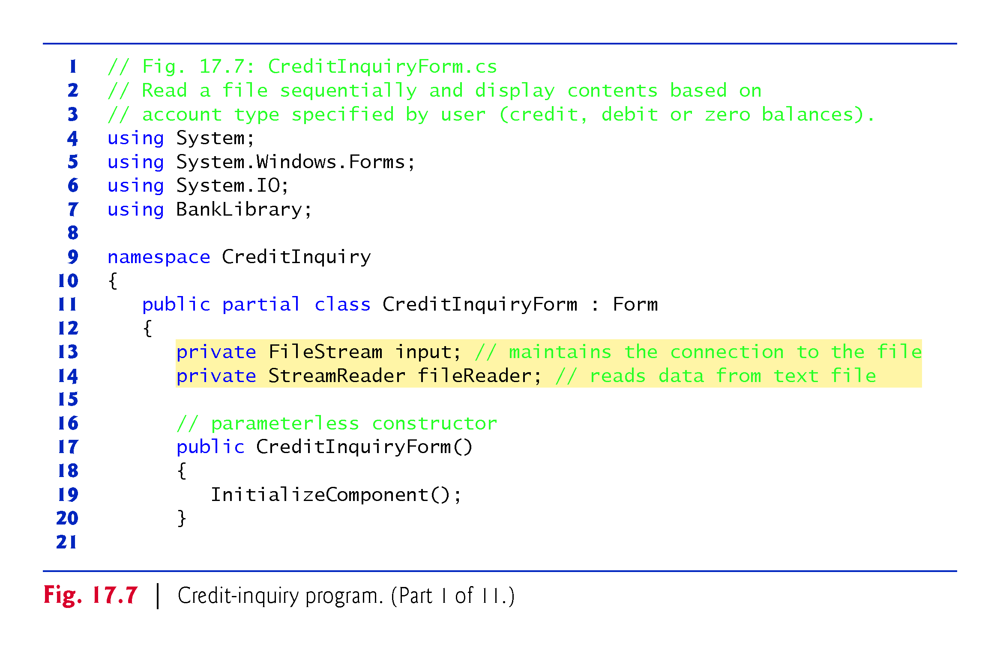 1 // Fig. 17.7: CreditInquiryForm.cs
2 // Read a file sequentially and display contents based on
3 // account type specified by user (credit, debit or zero balances).
4 using System;
5 using System.Windows.Forms;
6 using System.IO;
7 using BankLibrary;
8
9 namespace CreditInquiry
10 {
11 public partial class CreditInquiryForm : Form
12 {
13 private FileStream input; // maintains the connection to the file
14 private StreamReader fileReader; // reads data from text file
15
16 // parameterless constructor
17 public CreditInquiryForm()
18 {
19 InitializeComponent();
20 }
21
Fig. 17.7 | Credit-inquiry program. (Part 1 of 11.)